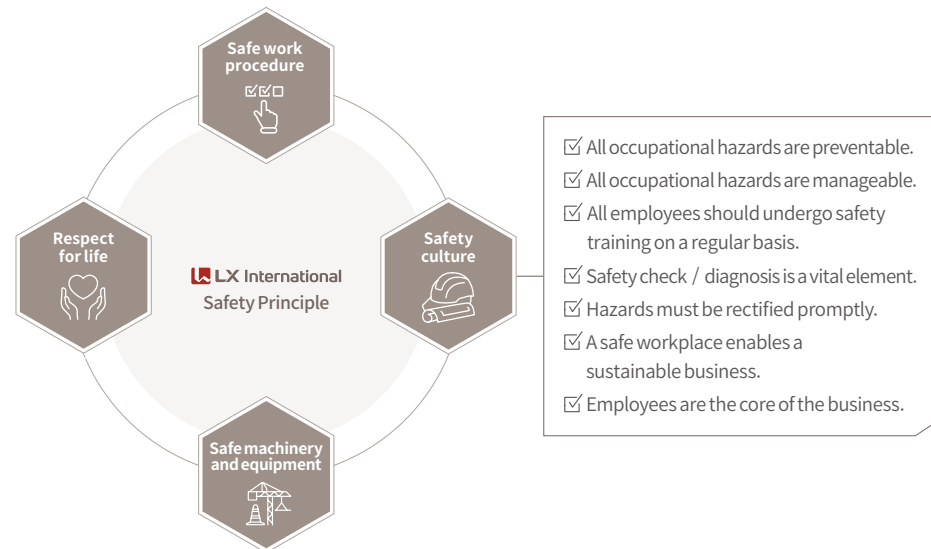 Safe work
procedure
Respect
for life
LX International
Safety Principle
Safety
culture
Safe machinery
and equipment
All occupational hazards are preventable.
All occupational hazards are manageable.
All employees should undergo safety
training on a regular basis.
Safety check / diagnosis is a vital element.
Hazards must be rectified promptly.
A safe workplace enables a
sustainable business.
Employees are the core of the business.